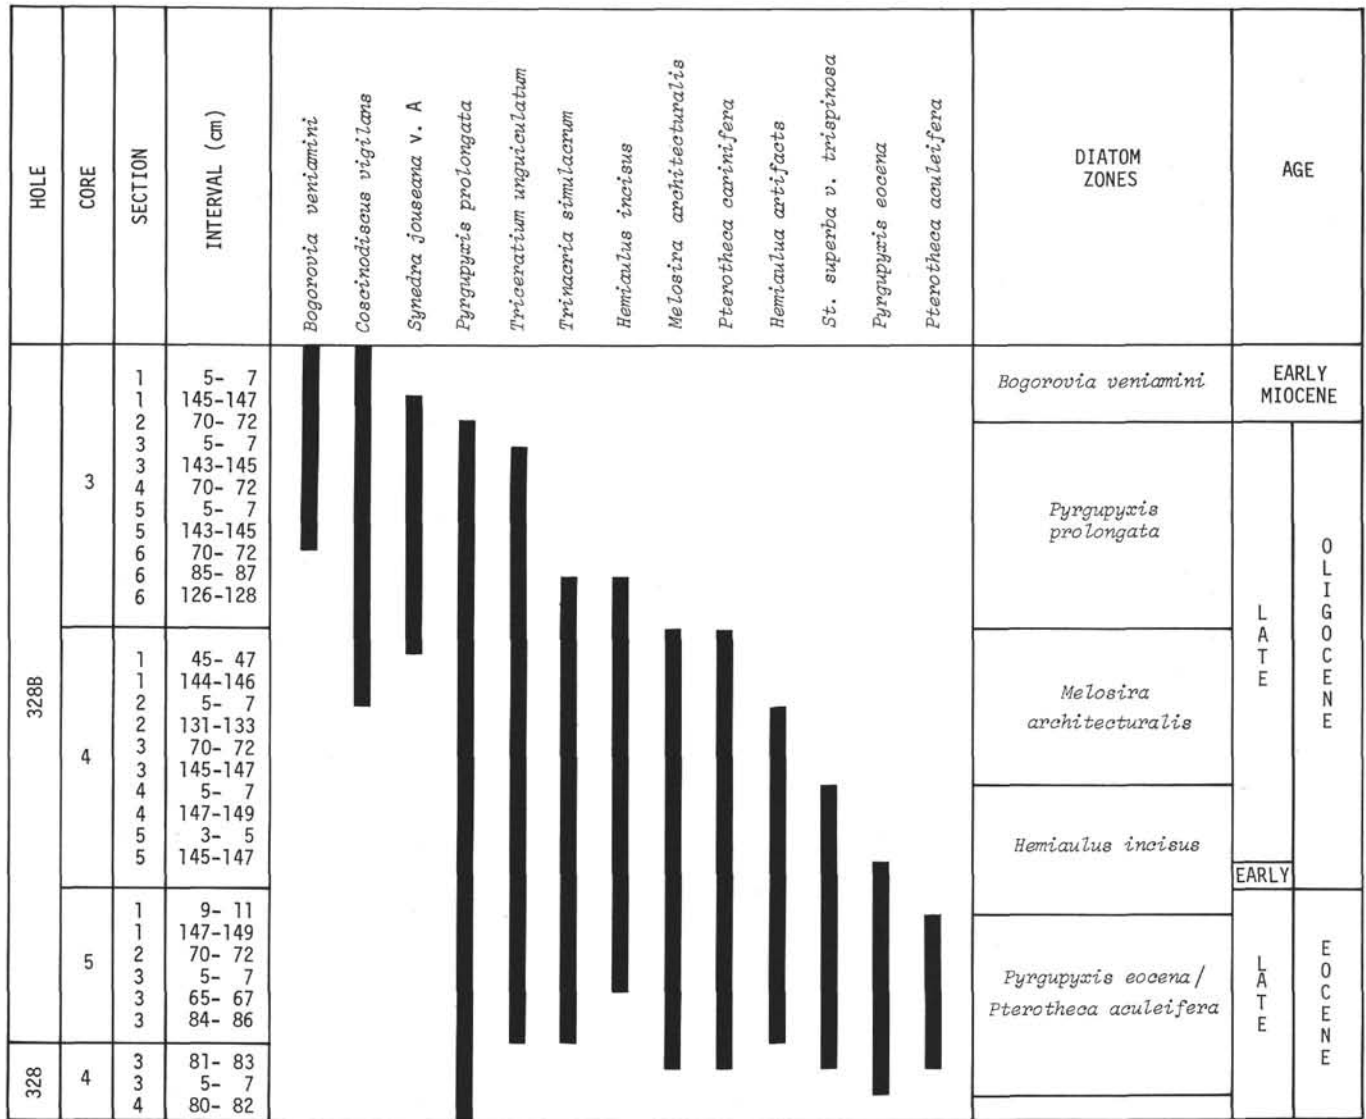 HOLE
CORE
SECTION
INTERVAL (cm)
Bogorovia veniamini
Coscinodiscus vigilans
Synedra jouseana v. A
Pyrgupyxis prolongata
Triceratium unguiculatum
Trinacria simulacrum
Hemiaulus incisus
Melosira architecturalis
Pterotheca carinifera
Hemiaulua artifacts
St. superba v. trispinosa
Pyrgupyxis eocena
Pterotheca aculeifera
DIATOM
ZONES
AGE
328B
3
1 5- 7
1 145-147
2 70- 72
3 5- 7
3 143-145
4 70- 72
5 5- 7
5 143-145
6 70- 72
6 85- 87
6 126-128
4
1 45- 47
1 144-146
2 5- 7
2 131-133
3 70- 72
3 145-147
4 5- 7
4 147-149
5 3- 5
5 145-147
5
1 9- 11
1 147-149
2 70- 72
3 5- 7
3 65- 67
3 84- 86
328
4
3 81- 83
3 5- 7
4 80- 82
Bogorovia veniamini
Pyrgupyxis
prolongata
Melosira
architecturalis
Hemiaulus incisus
Pyrgupyxis eocena/
Pterotheca aculeifera
EARLY
MIOCENE
LATE
OLIGOCENE
EARLY
LATE
EOCENE